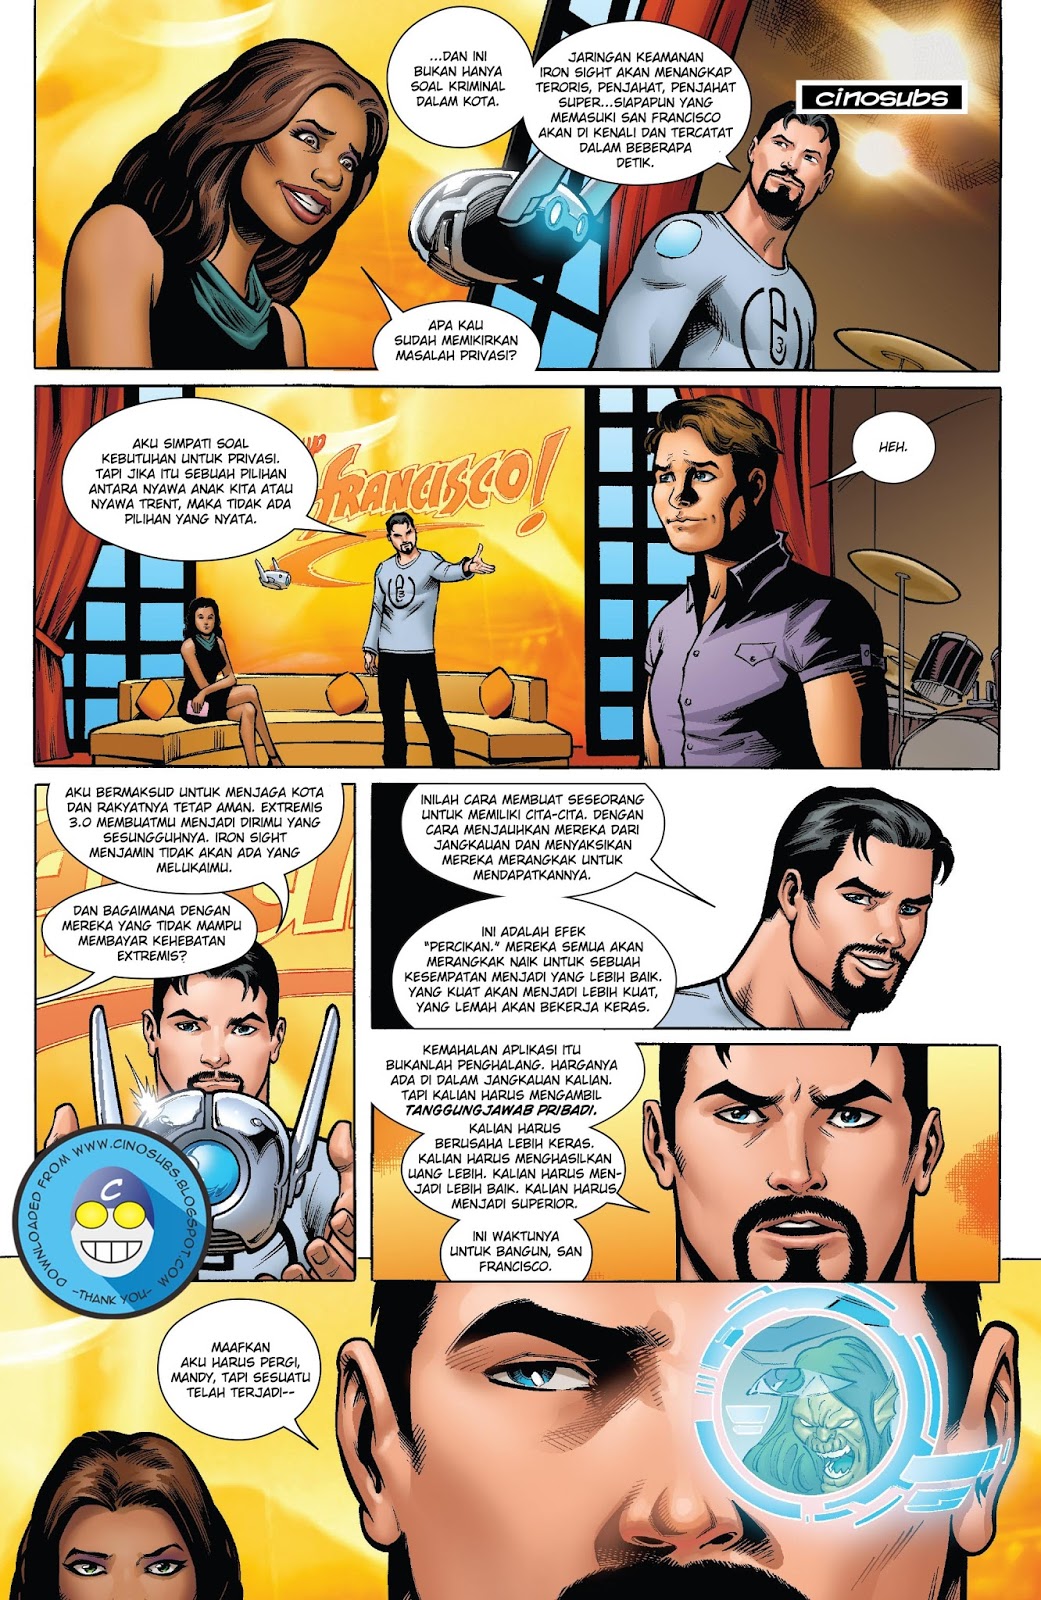 ...DAN INI
BUKAN HANYA
SOAL KRIMINAL
DALAM KOTA.
JARINGAN KEAMANAN
IRON SIGHT AKAN MENANGKAP
TERORIS, PENJAHAT, PENJAHAT
SUPER...SIAPAPUN YANG
MEMASUKI SAN FRANCISCO
AKAN DI KENALI DAN TERCATAT
DALAM BEBERAPA
DETIK.
cinosubs
APA KAU
SUDAH MEMIKIRKAN
MASALAH PRIVASI?
AKU SIMPATI SOAL
KEBUTUHAN UNTUK PRIVASI.
TAPI JIKA ITU SEBUAH PILIHAN
ANTARA NYAWA ANAK KITA ATAU
NYAWA TRENT, MAKA TIDAK ADA
PILIHAN YANG NYATA.
FRANCISCO!
HEH.
AKU BERMAKSUD UNTUK MENJAGA KOTA
DAN RAKYATNYA TETAP AMAN. EXTREMIS
3.0 MEMBUATMU MENJADI DIRIMU YANG
SESUNGGUHNYA. IRON SIGHT
MENJAMIN TIDAK AKAN ADA YANG
MELUKAIMU.
DAN BAGAIMANA DENGAN
MEREKA YANG TIDAK MAMPU
MEMBAYAR KEHEBATAN
EXTREMIS?
INILAH CARA MEMBUAT SESEORANG
UNTUK MEMILIKI CITA-CITA. DENGAN
CARA MENJAUHKAN MEREKA DARI
JANGKAUAN DAN MENYAKSIKAN
MEREKA MERANGKAK UNTUK
MENDAPATKANNYA.
INI ADALAH EFEK
"PERCIKAN." MEREKA SEMUA AKAN
MERANGKAK NAIK UNTUK SEBUAH
KESEMPATAN MENJADI YANG LEBIH BAIK.
YANG KUAT AKAN MENJADI LEBIH KUAT,
YANG LEMAH AKAN BEKERJA KERAS.
KEMAHALAN APLIKASI ITU
BUKANLAH PENGHALANG. HARGANYA
ADA DI DALAM JANGKAUAN KALIAN.
TAPI KALIAN HARUS MENGAMBIL
TANGGUNGJAWAB PRIBADI.
KALIAN HARUS
BERUSAHA LEBIH KERAS.
KALIAN HARUS MENGHASILKAN
UANG LEBIH. KALIAN HARUS MEN-
JADI LEBIH BAIK. KALIAN HARUS
MENJADI SUPERIOR.
INI WAKTUNYA
UNTUK BANGUN, SAN
FRANCISCO.
DOWNLOADED FROM WWW.CINOSUBS.BLOGSPOT.COM
C
-THANK YOU-
MAAFKAN
AKU HARUS PERGI,
MANDY, TAPI SESUATU
TELAH TERJADI--